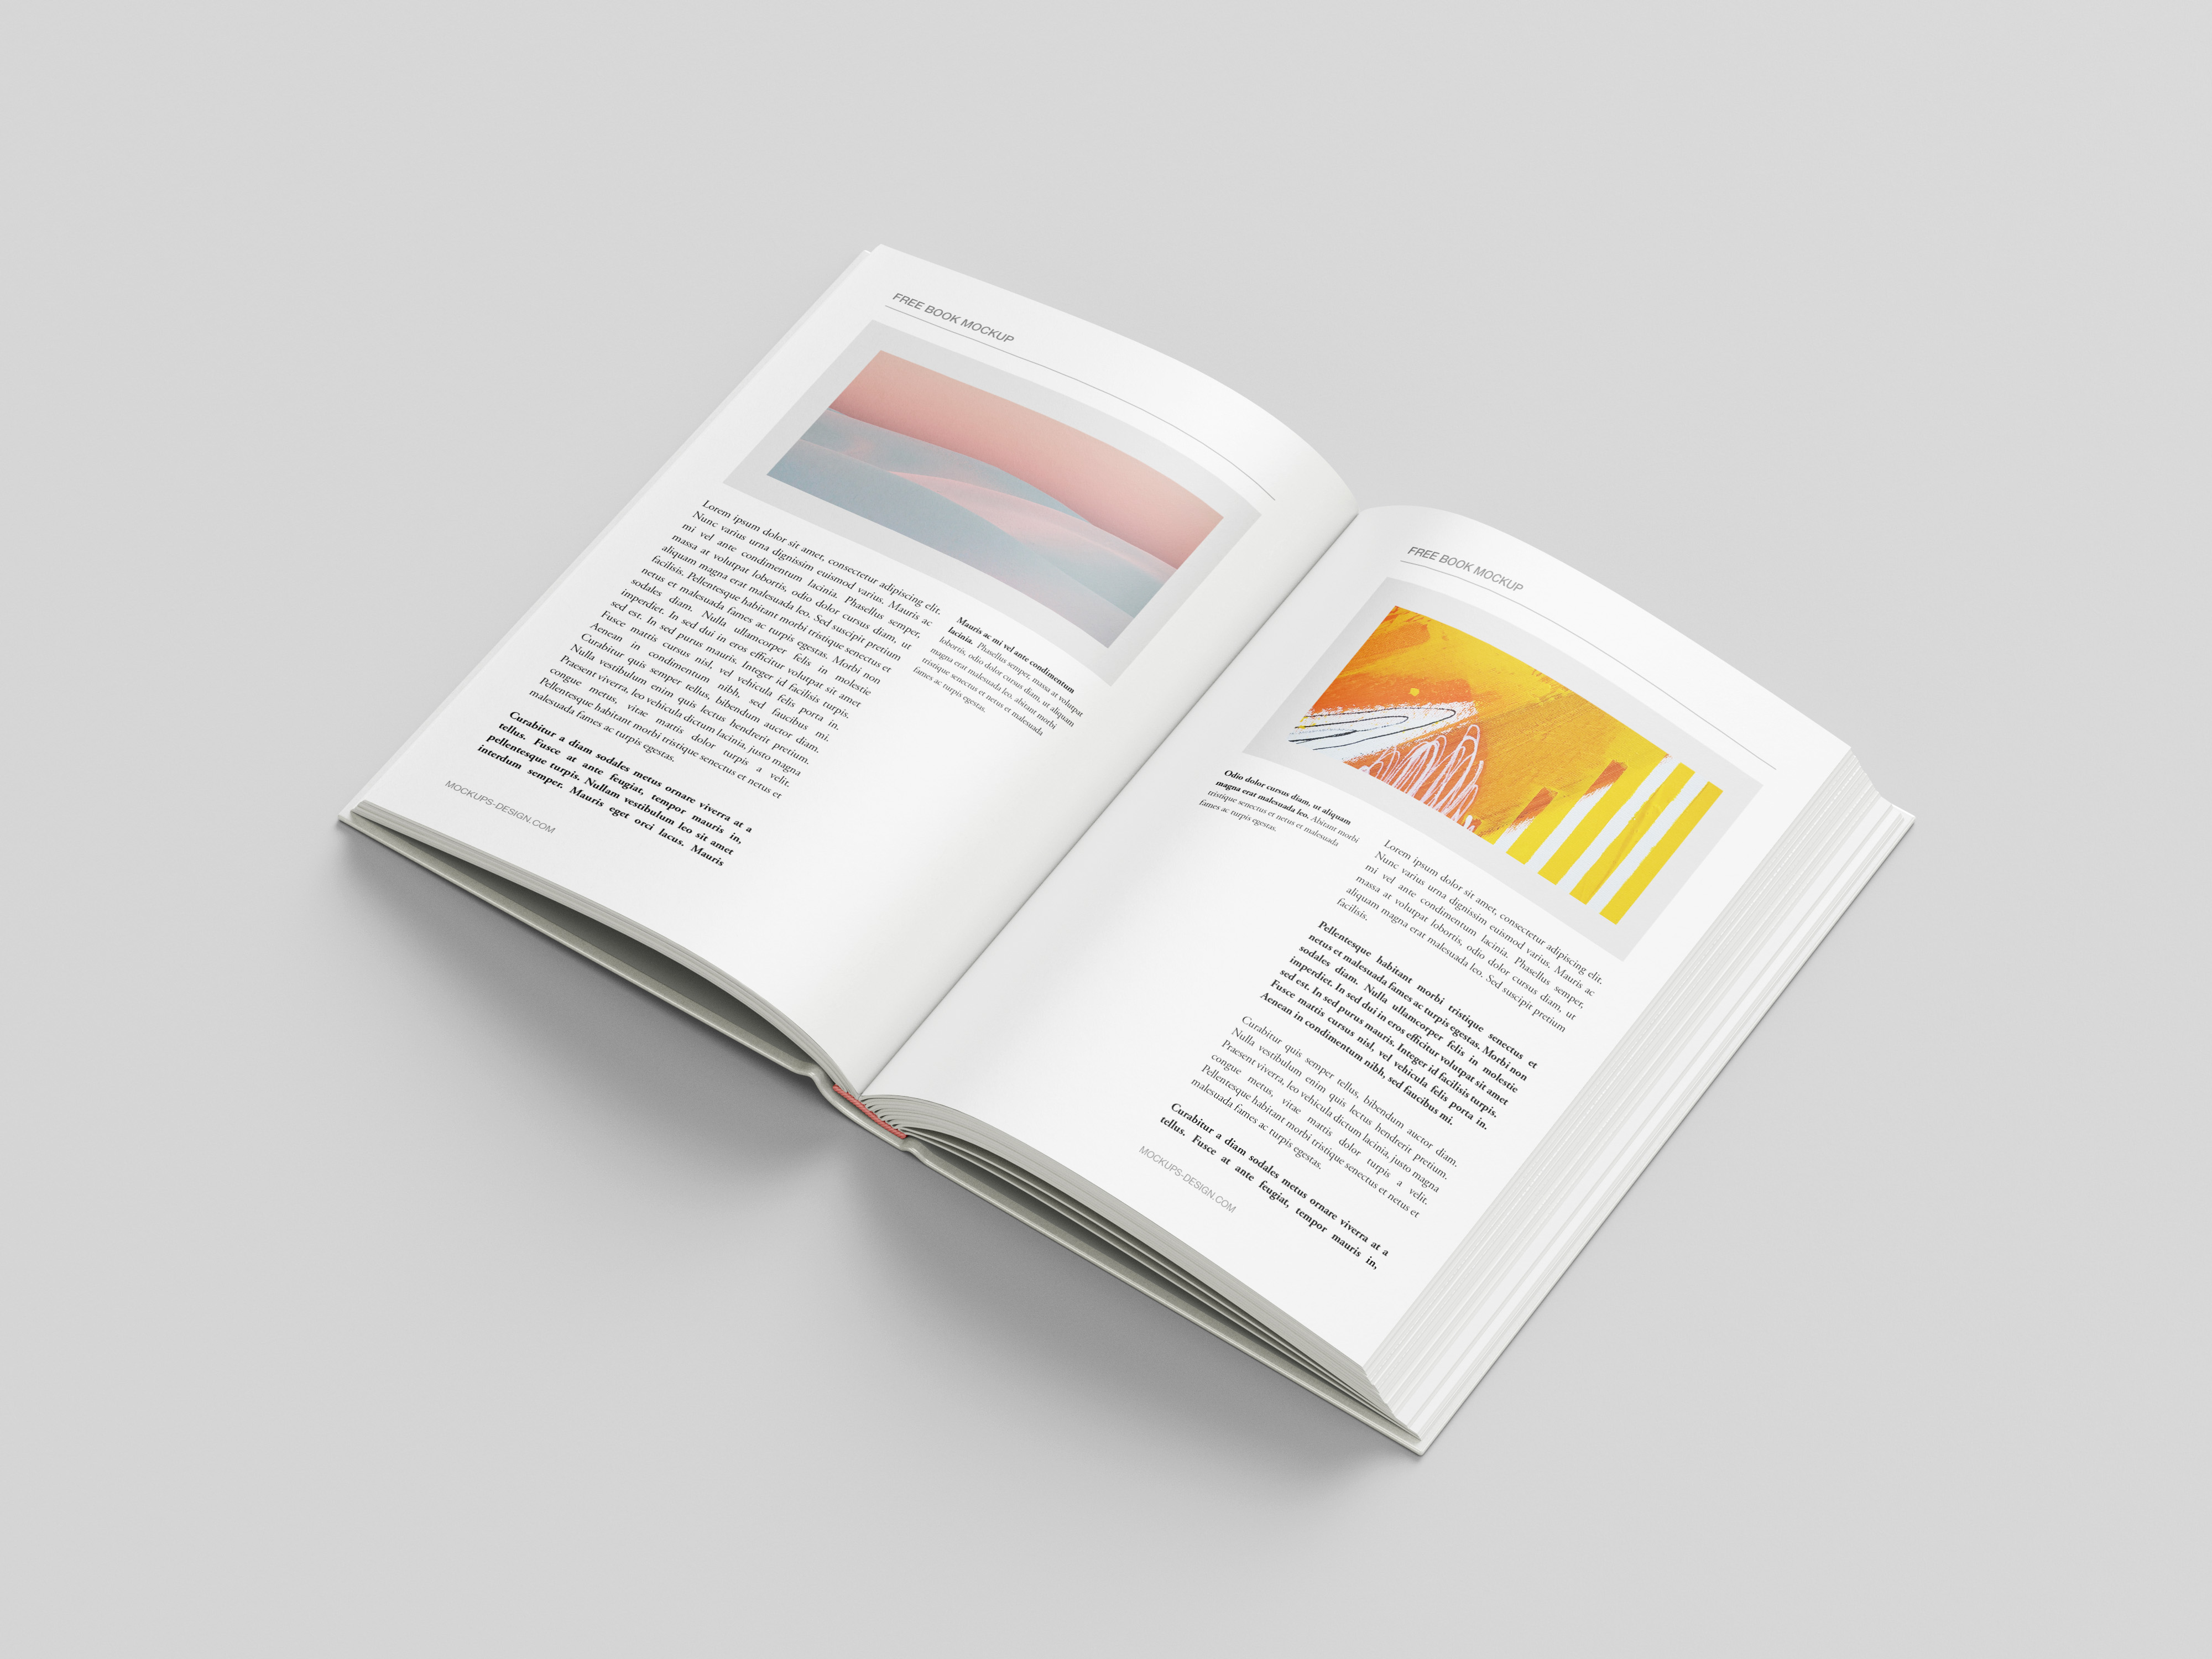 FREE BOOK MOCKUP
Lorem ipsum dolor sit amet, consectetur adipiscing elit.
Nunc varius urna dignissim euismod varius. Mauris ac
mi vel ante condimentum lacinia. Phasellus semper,
massa at volutpat lobortis, odio dolor cursus diam, ut
aliquam magna erat malesuada leo. Sed suscipit pretium
facilisis. Pellentesque habitant morbi tristique senectus et
netus et malesuada fames ac turpis egestas. Morbi non
sodales diam. Nulla ullamcorper felis in molestie
imperdiet. In sed dui in eros efficitur volutpat sit amet
sed est. In sed purus mauris. Integer id facilisis turpis.
Fusce mattis cursus nisl, vel vehicula felis porta in.
Aenean in condimentum nibh, sed faucibus mi.
Curabitur quis semper tellus, bibendum auctor diam.
Nulla vestibulum enim quis lectus hendrerit pretium.
Praesent viverra, leo vehicula dictum lacinia, justo magna
congue metus, vitae mattis dolor turpis a velit.
Pellentesque habitant morbi tristique senectus et netus et
malesuada fames ac turpis egestas.
Curabitur a diam sodales metus ornare viverra at a
tellus. Fusce at ante feugiat, tempor mauris in,
pellentesque turpis. Nullam vestibulum leo sit amet
interdum semper. Mauris eget orci lacus. Mauris
Mauris ac mi vel ante condimentum
lacinia. Phasellus semper, massa at volutpat
lobortis, odio dolor cursus diam, ut aliquam
magna erat malesuada leo. abitant morbi
tristique senectus et netus et malesuada
fames ac turpis egestas.
MOCKUPS-DESIGN.COM
FREE BOOK MOCKUP
Odio dolor cursus diam, ut aliquam
magna erat malesuada leo. Abitant morbi
tristique senectus et netus et malesuada
fames ac turpis egestas.
Lorem ipsum dolor sit amet, consectetur adipiscing elit.
Nunc varius urna dignissim euismod varius. Mauris ac
mi vel ante condimentum lacinia. Phasellus semper,
massa at volutpat lobortis, odio dolor cursus diam, ut
aliquam magna erat malesuada leo. Sed suscipit pretium
facilisis.
Pellentesque habitant morbi tristique senectus et
netus et malesuada fames ac turpis egestas. Morbi non
sodales diam. Nulla ullamcorper felis in molestie
imperdiet. In sed dui in eros efficitur volutpat sit amet
sed est. In sed purus mauris. Integer id facilisis turpis.
Fusce mattis cursus nisl, vel vehicula felis porta in.
Aenean in condimentum nibh, sed faucibus mi.
Curabitur quis semper tellus, bibendum auctor diam.
Nulla vestibulum enim quis lectus hendrerit pretium.
Praesent viverra, leo vehicula dictum lacinia, justo magna
congue metus, vitae mattis dolor turpis a velit.
Pellentesque habitant morbi tristique senectus et netus et
malesuada fames ac turpis egestas.
Curabitur a diam sodales metus ornare viverra at a
tellus. Fusce at ante feugiat, tempor mauris in,
MOCKUPS-DESIGN.COM